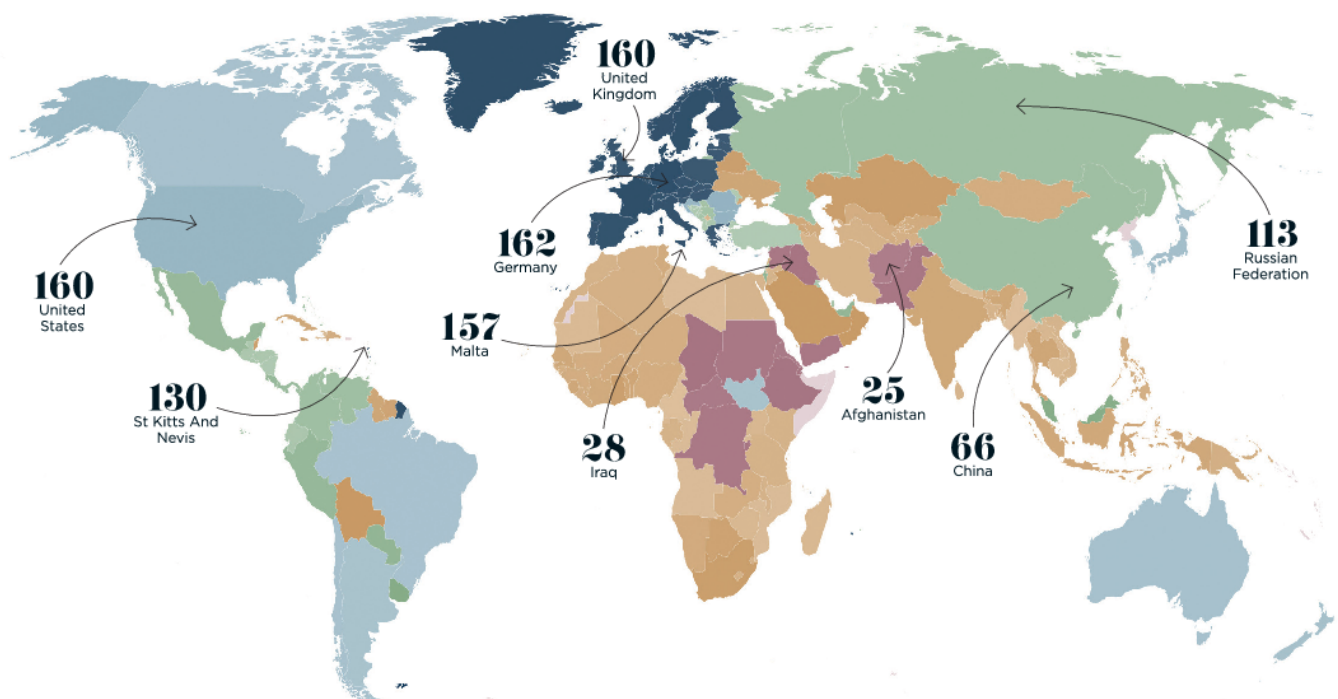 160
United
Kingdom
160
United
States
162
Germany
113
Russian
Federation
157
Malta
130
St Kitts And
Nevis
28
Iraq
25
Afghanistan
66
China